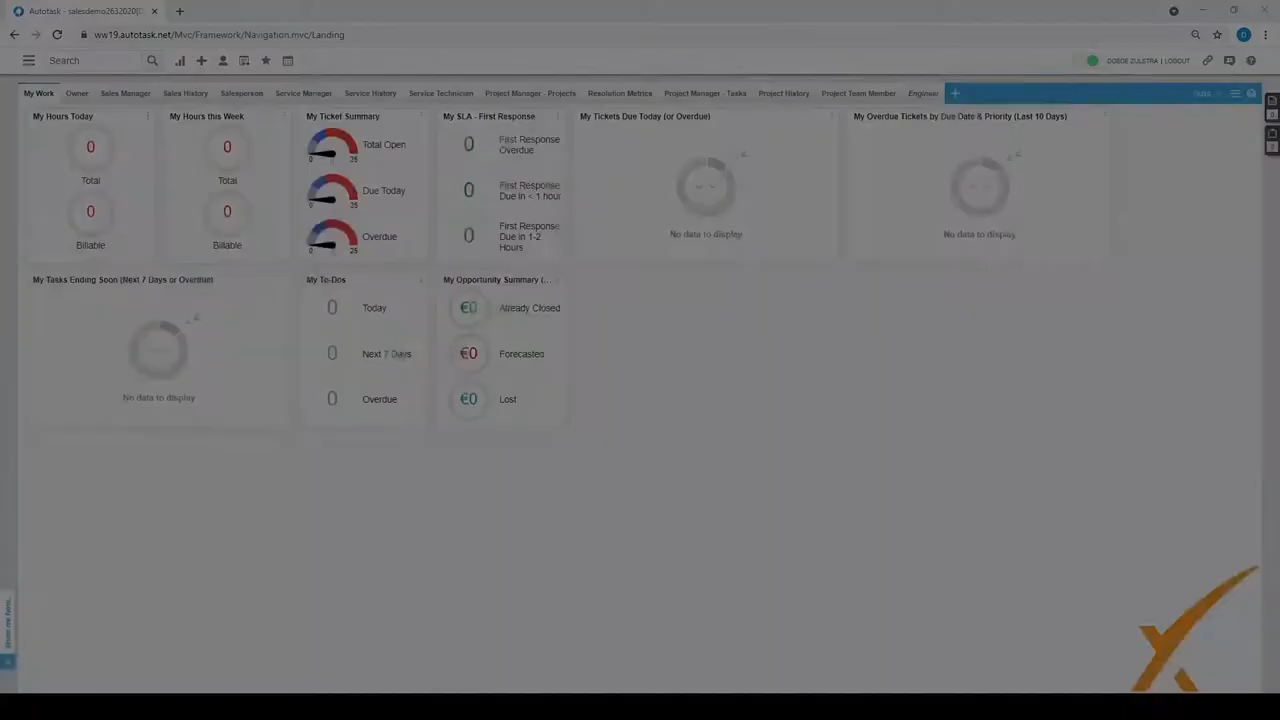 Autotask - salesdemo2632020
ww19.autotask.net/Mvc/Framework/Navigation.mvc/Landing
D
Search
| LOGOUT
My Work Owner Sales Manager Sales History Salesperson Service Manager Service History Service Technician Project Manager - Projects Resolution Metrics Project Manager - Tasks Project History Project Team Member Engineer
My Hours Today
0
Total
0
Billable
My Hours this Week
0
Total
0
Billable
My Ticket Summary
0 25 Total Open
0 25 Due Today
0 25 Overdue
My SLA - First Response
0 First Response
Overdue
0 First Response
Due in < 1 hour
0 First Response
Due in 1-2
Hours
My Tickets Due Today (or Overdue)
No data to display
My Overdue Tickets by Due Date & Priority (Last 10 Days)
No data to display
My Tasks Ending Soon (Next 7 Days or Overdue)
No data to display
My To-Dos
0 Today
0 Next 7 Days
0 Overdue
My Opportunity Summary (...
€0 Already Closed
€0 Forecasted
€0 Lost